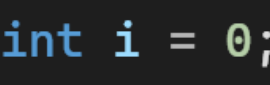 int i = 0;